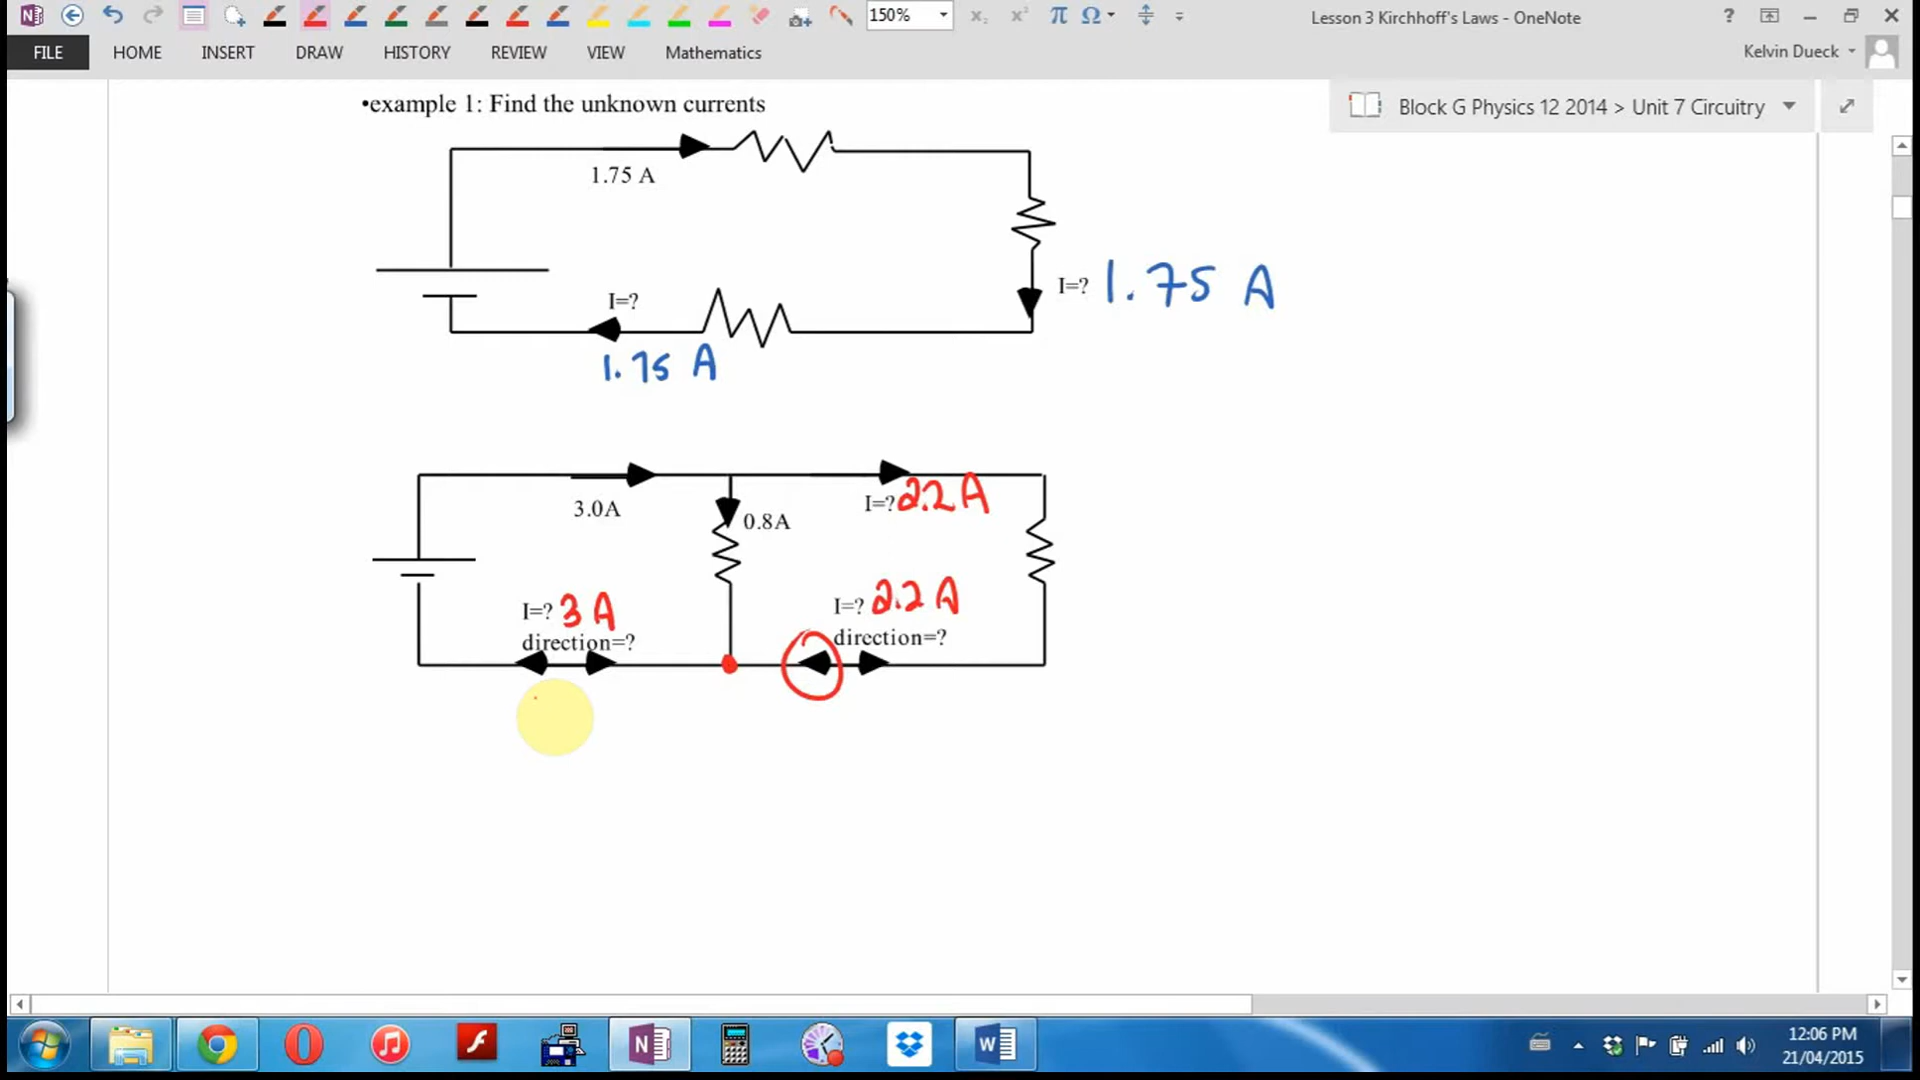 150%
x₂ x² π Ω
Lesson 3 Kirchhoff's Laws - OneNote
?
FILE HOME INSERT DRAW HISTORY REVIEW VIEW Mathematics
Kelvin Dueck
Block G Physics 12 2014 > Unit 7 Circuitry
•example 1: Find the unknown currents
1.75 A
I=? 1.75 A
I=?
1.75 A
3.0A
0.8A
I=? 2.2 A
I=? 3 A
direction=?
I=? 2.2 A
direction=?
12:06 PM
21/04/2015